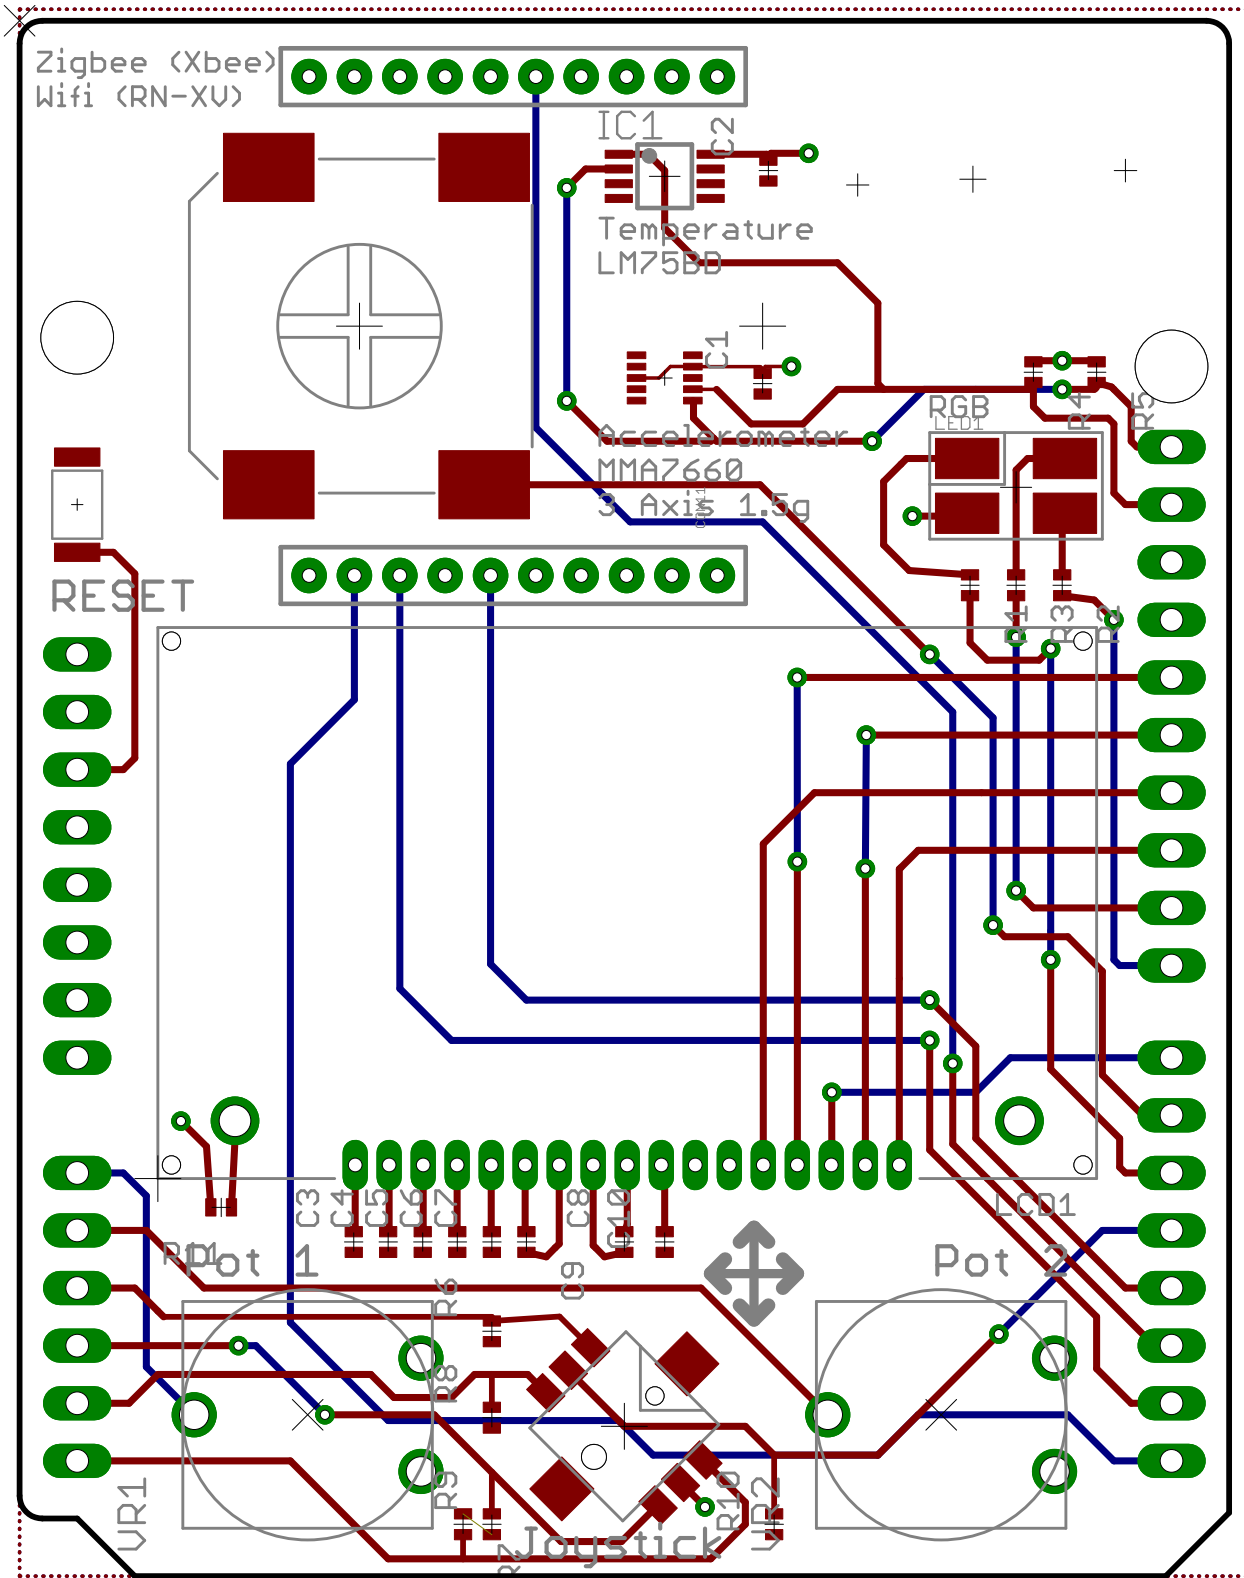 Zigbee (Xbee)
Wifi (RN-XV)
IC1
C2
Temperature
LM75BD
C1
RGB
LED1
R4
R5
Accelerometer
MMA7660
3 Axis 1.5g
RESET
R1
R3
R2
C3
C4
C5
C6
C7
C8
C10
LCD1
R11
Pot 1
Pot 2
C9
R6
R8
R9
R10
VR1
VR2
Joystick
R7